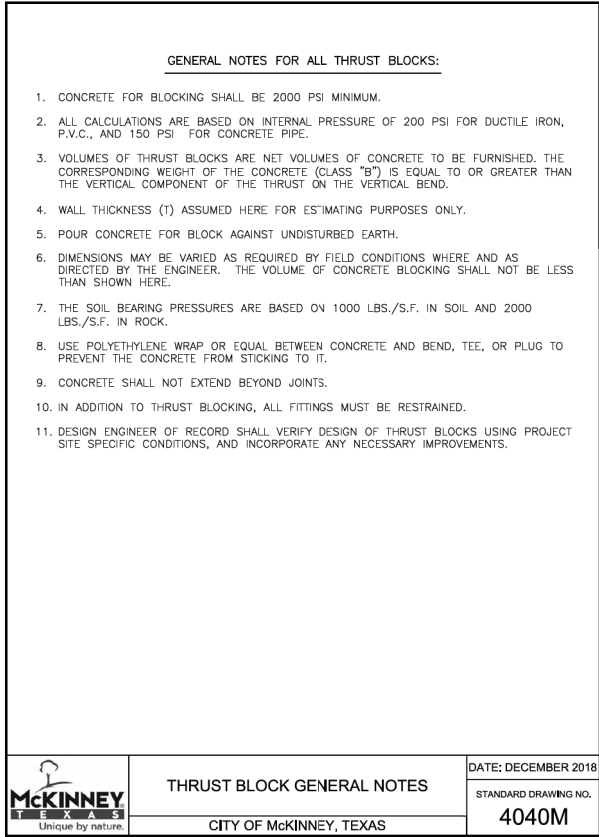 GENERAL NOTES FOR ALL THRUST BLOCKS:
1. CONCRETE FOR BLOCKING SHALL BE 2000 PSI MINIMUM.
2. ALL CALCULATIONS ARE BASED ON INTERNAL PRESSURE OF 200 PSI FOR DUCTILE IRON,
P.V.C., AND 150 PSI FOR CONCRETE PIPE.
3. VOLUMES OF THRUST BLOCKS ARE NET VOLUMES OF CONCRETE TO BE FURNISHED. THE
CORRESPONDING WEIGHT OF THE CONCRETE (CLASS "B") IS EQUAL TO OR GREATER THAN
THE VERTICAL COMPONENT OF THE THRUST ON THE VERTICAL BEND.
4. WALL THICKNESS (T) ASSUMED HERE FOR ESTIMATING PURPOSES ONLY.
5. POUR CONCRETE FOR BLOCK AGAINST UNDISTURBED EARTH.
6. DIMENSIONS MAY BE VARIED AS REQUIRED BY FIELD CONDITIONS WHERE AND AS
DIRECTED BY THE ENGINEER. THE VOLUME OF CONCRETE BLOCKING SHALL NOT BE LESS
THAN SHOWN HERE.
7. THE SOIL BEARING PRESSURES ARE BASED ON 1000 LBS./S.F. IN SOIL AND 2000
LBS./S.F. IN ROCK.
8. USE POLYETHYLENE WRAP OR EQUAL BETWEEN CONCRETE AND BEND, TEE, OR PLUG TO
PREVENT THE CONCRETE FROM STICKING TO IT.
9. CONCRETE SHALL NOT EXTEND BEYOND JOINTS.
10. IN ADDITION TO THRUST BLOCKING, ALL FITTINGS MUST BE RESTRAINED.
11. DESIGN ENGINEER OF RECORD SHALL VERIFY DESIGN OF THRUST BLOCKS USING PROJECT
SITE SPECIFIC CONDITIONS, AND INCORPORATE ANY NECESSARY IMPROVEMENTS.
McKINNEY
TEXAS
Unique by nature.
THRUST BLOCK GENERAL NOTES
CITY OF McKINNEY, TEXAS
DATE: DECEMBER 2018
STANDARD DRAWING NO.
4040M